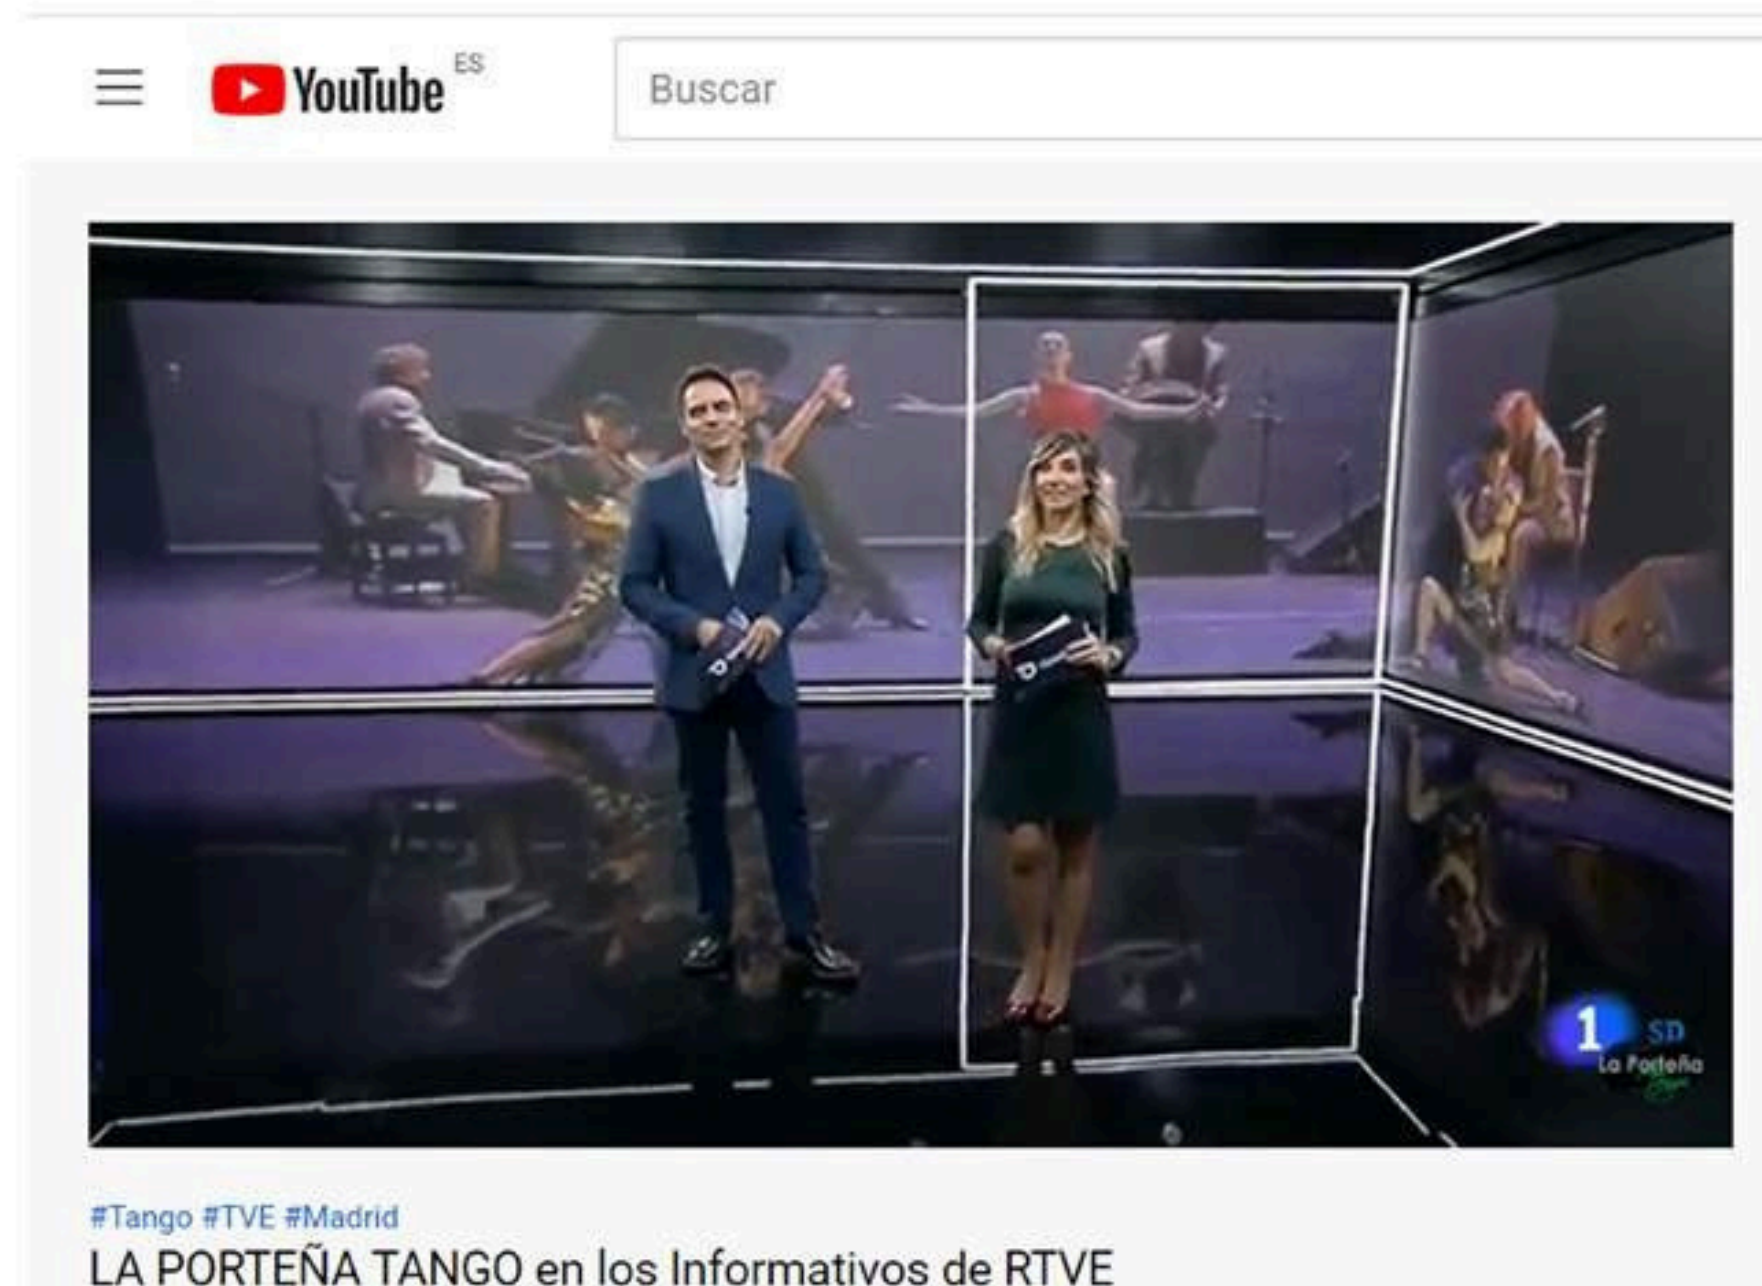 YouTube ES
Buscar
1 SD
La Porteña
#Tango #TVE #Madrid
LA PORTEÑA TANGO en los Informativos de RTVE